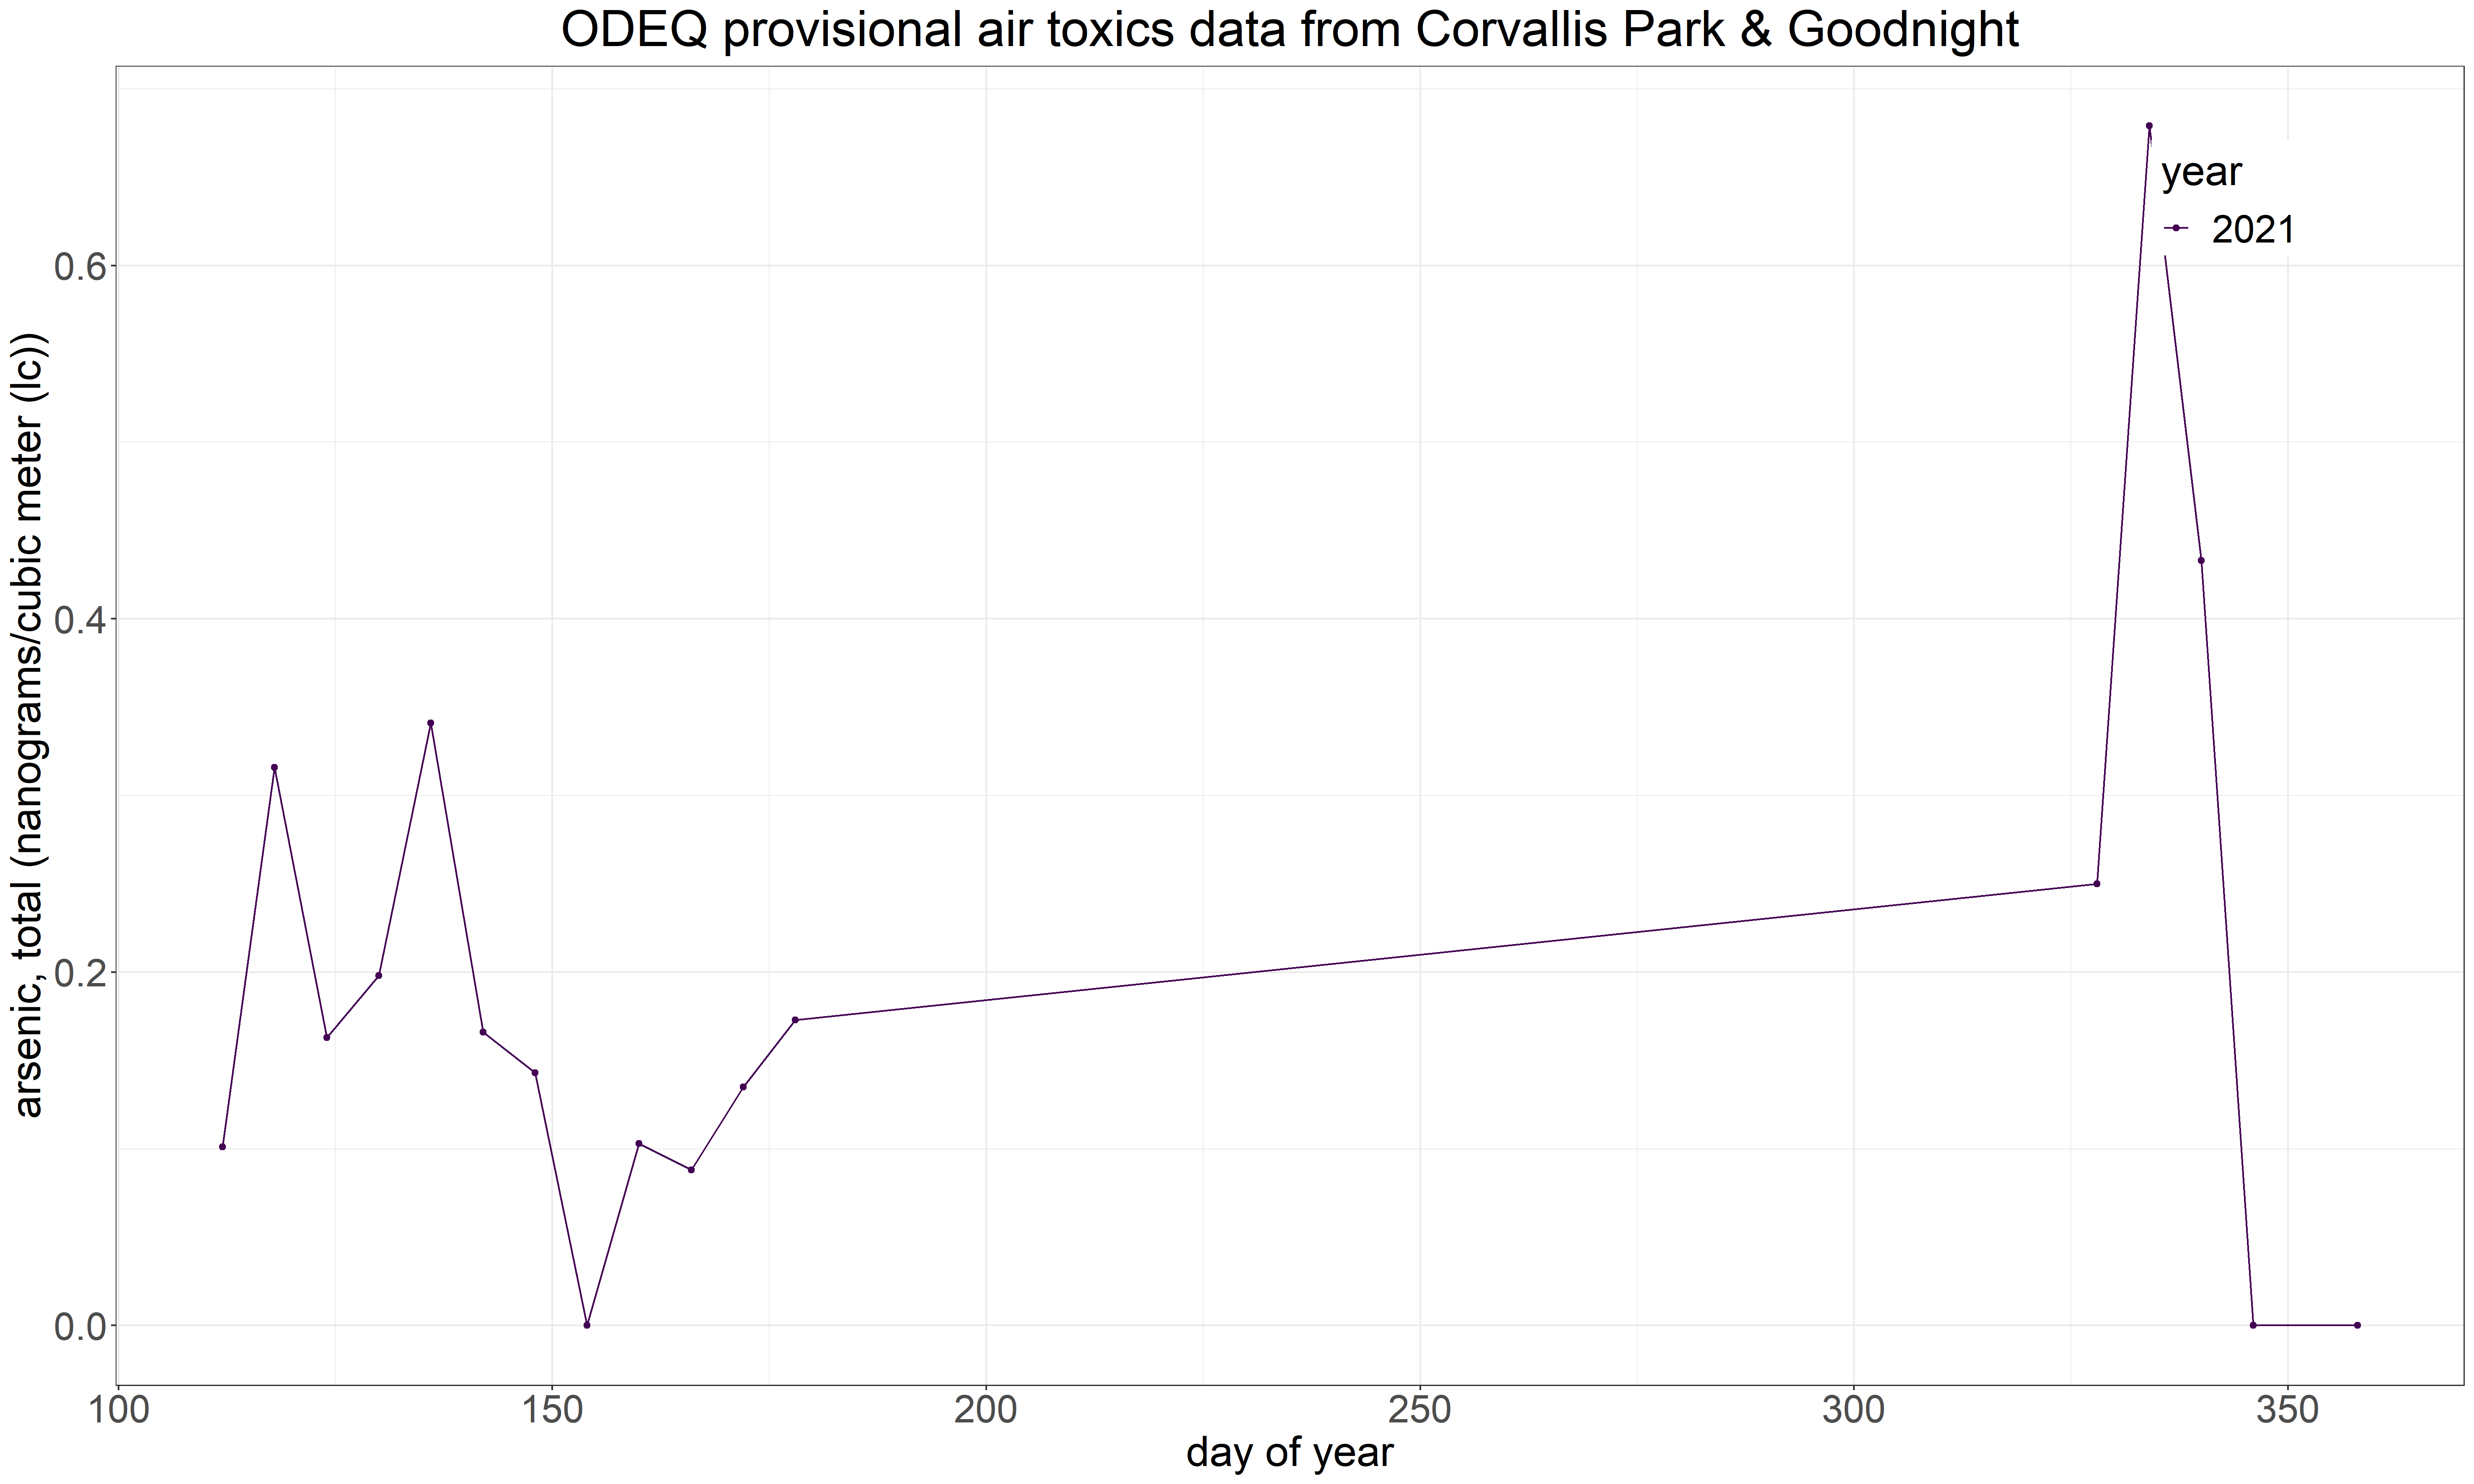 ODEQ provisional air toxics data from Corvallis Park & Goodnight
year
2021
0.6
0.4
0.2
0.0
arsenic, total (nanograms/cubic meter (lc))
100 150 200 250 300 350
day of year